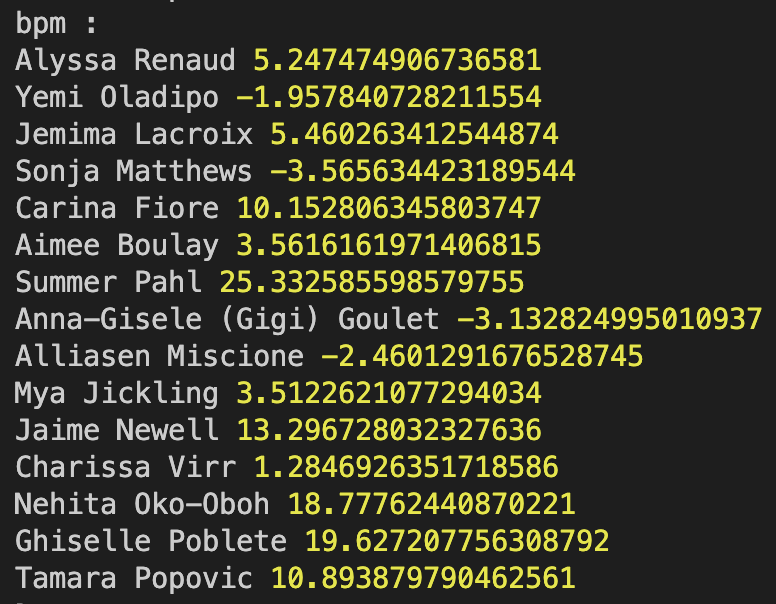 bpm :
Alyssa Renaud 5.247474906736581
Yemi Oladipo -1.957840728211554
Jemima Lacroix 5.460263412544874
Sonja Matthews -3.565634423189544
Carina Fiore 10.152806345803747
Aimee Boulay 3.5616161971406815
Summer Pahl 25.332585598579755
Anna-Gisele (Gigi) Goulet -3.132824995010937
Alliasen Miscione -2.4601291676528745
Mya Jickling 3.5122621077294034
Jaime Newell 13.296728032327636
Charissa Virr 1.2846926351718586
Nehita Oko-Oboh 18.77762440870221
Ghiselle Poblete 19.627207756308792
Tamara Popovic 10.893879790462561